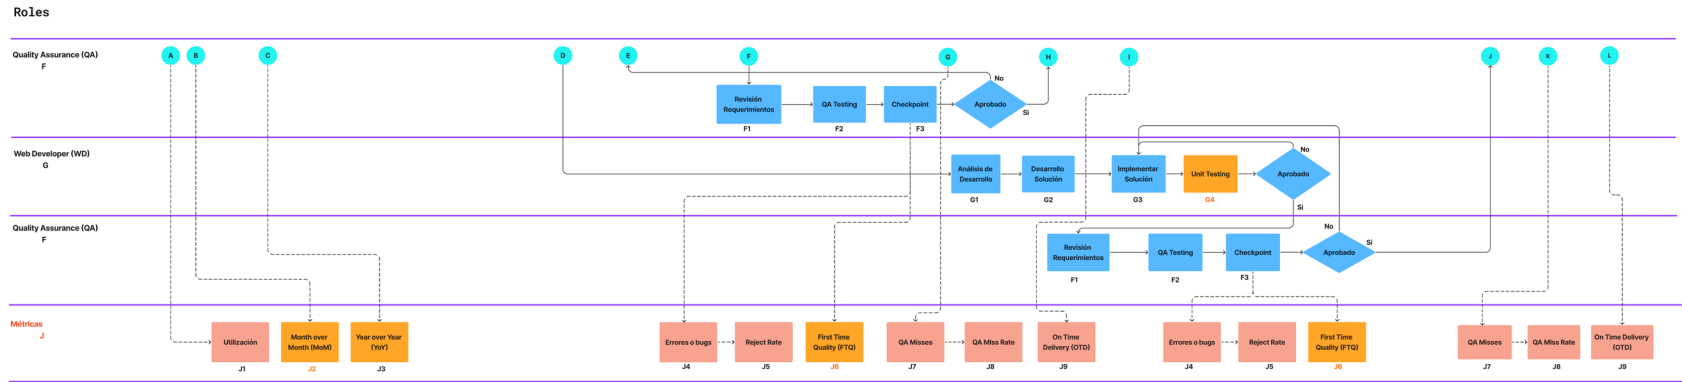 Roles
Quality Assurance (QA)
F
A
B
C
D
E
F
G
H
I
J
K
L
No
Revisión
Requerimientos
QA Testing
Checkpoint
Aprobado
Si
F1
F2
F3
Web Developer (WD)
G
No
Análisis de
Desarrollo
Desarrollo
Solución
Implementar
Solución
Unit Testing
Aprobado
G1
G2
G3
G4
Si
Quality Assurance (QA)
F
No
Revisión
Requerimientos
QA Testing
Checkpoint
Aprobado
Si
F1
F2
F3
Métricas
J
Utilización
Month over
Month (MoM)
Year over Year
(YoY)
Errores o bugs
Reject Rate
First Time
Quality (FTQ)
QA Misses
QA MIss Rate
On Time
Delivery (OTD)
Errores o bugs
Reject Rate
First Time
Quality (FTQ)
QA Misses
QA MIss Rate
On Time Delivery
(OTD)
J1
J2
J3
J4
J5
J6
J7
J8
J9
J4
J5
J6
J7
J8
J9